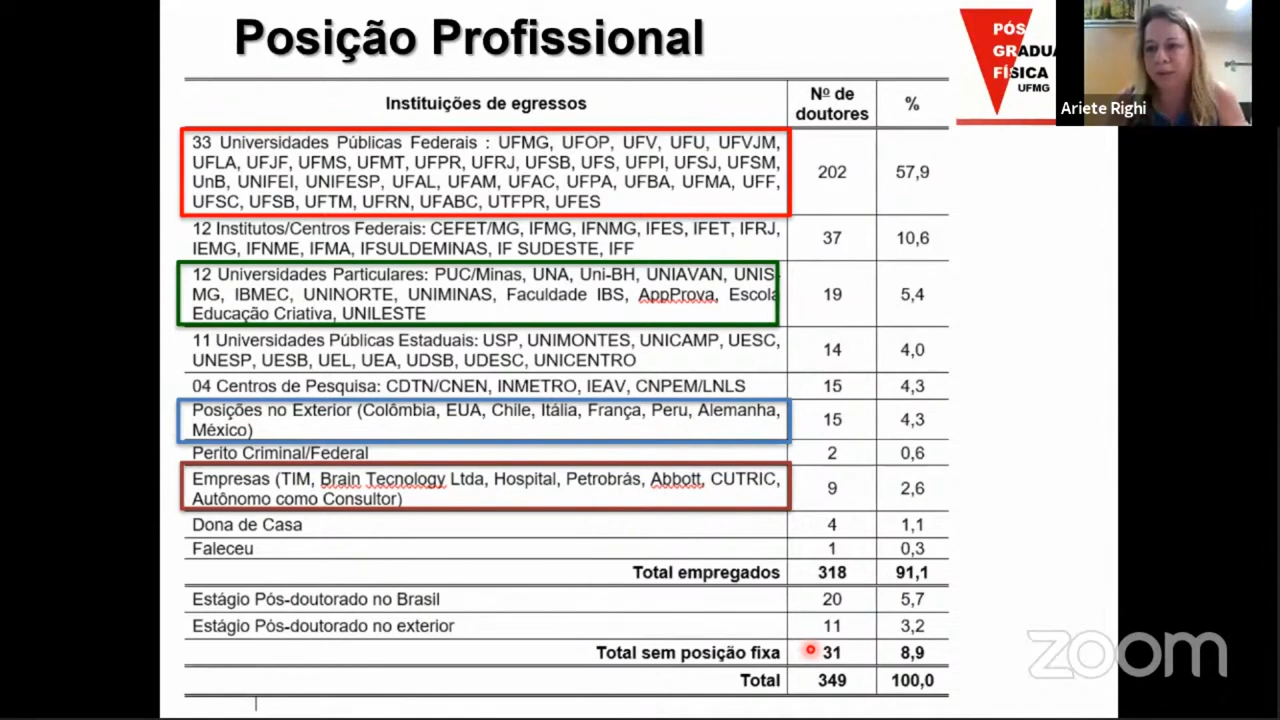 Posição Profissional
PÓS
GRADUA
FÍSICA
UFMG
Ariete Righi
Instituições de egressos
Nº de
doutores
%
33 Universidades Públicas Federais : UFMG, UFOP, UFV, UFU, UFVJM,
UFLA, UFJF, UFMS, UFMT, UFPR, UFRJ, UFSB, UFS, UFPI, UFSJ, UFSM,
UnB, UNIFEI, UNIFESP, UFAL, UFAM, UFAC, UFPA, UFBA, UFMA, UFF,
UFSC, UFSB, UFTM, UFRN, UFABC, UTFPR, UFES
202
57,9
12 Institutos/Centros Federais: CEFET/MG, IFMG, IFNMG, IFES, IFET, IFRJ,
IEMG, IFNME, IFMA, IFSULDEMINAS, IF SUDESTE, IFF
37
10,6
12 Universidades Particulares: PUC/Minas, UNA, Uni-BH, UNIAVAN, UNIS-
MG, IBMEC, UNINORTE, UNIMINAS, Faculdade IBS, AppProva, Escola
Educação Criativa, UNILESTE
19
5,4
11 Universidades Públicas Estaduais: USP, UNIMONTES, UNICAMP, UESC,
UNESP, UESB, UEL, UEA, UDSB, UDESC, UNICENTRO
14
4,0
04 Centros de Pesquisa: CDTN/CNEN, INMETRO, IEAV, CNPEM/LNLS
15
4,3
Posições no Exterior (Colômbia, EUA, Chile, Itália, França, Peru, Alemanha,
México)
15
4,3
Perito Criminal/Federal
2
0,6
Empresas (TIM, Brain Tecnology Ltda, Hospital, Petrobrás, Abbott, CUTRIC,
Autônomo como Consultor)
9
2,6
Dona de Casa
4
1,1
Faleceu
1
0,3
Total empregados
318
91,1
Estágio Pós-doutorado no Brasil
20
5,7
Estágio Pós-doutorado no exterior
11
3,2
Total sem posição fixa
31
8,9
Total
349
100,0
zoom